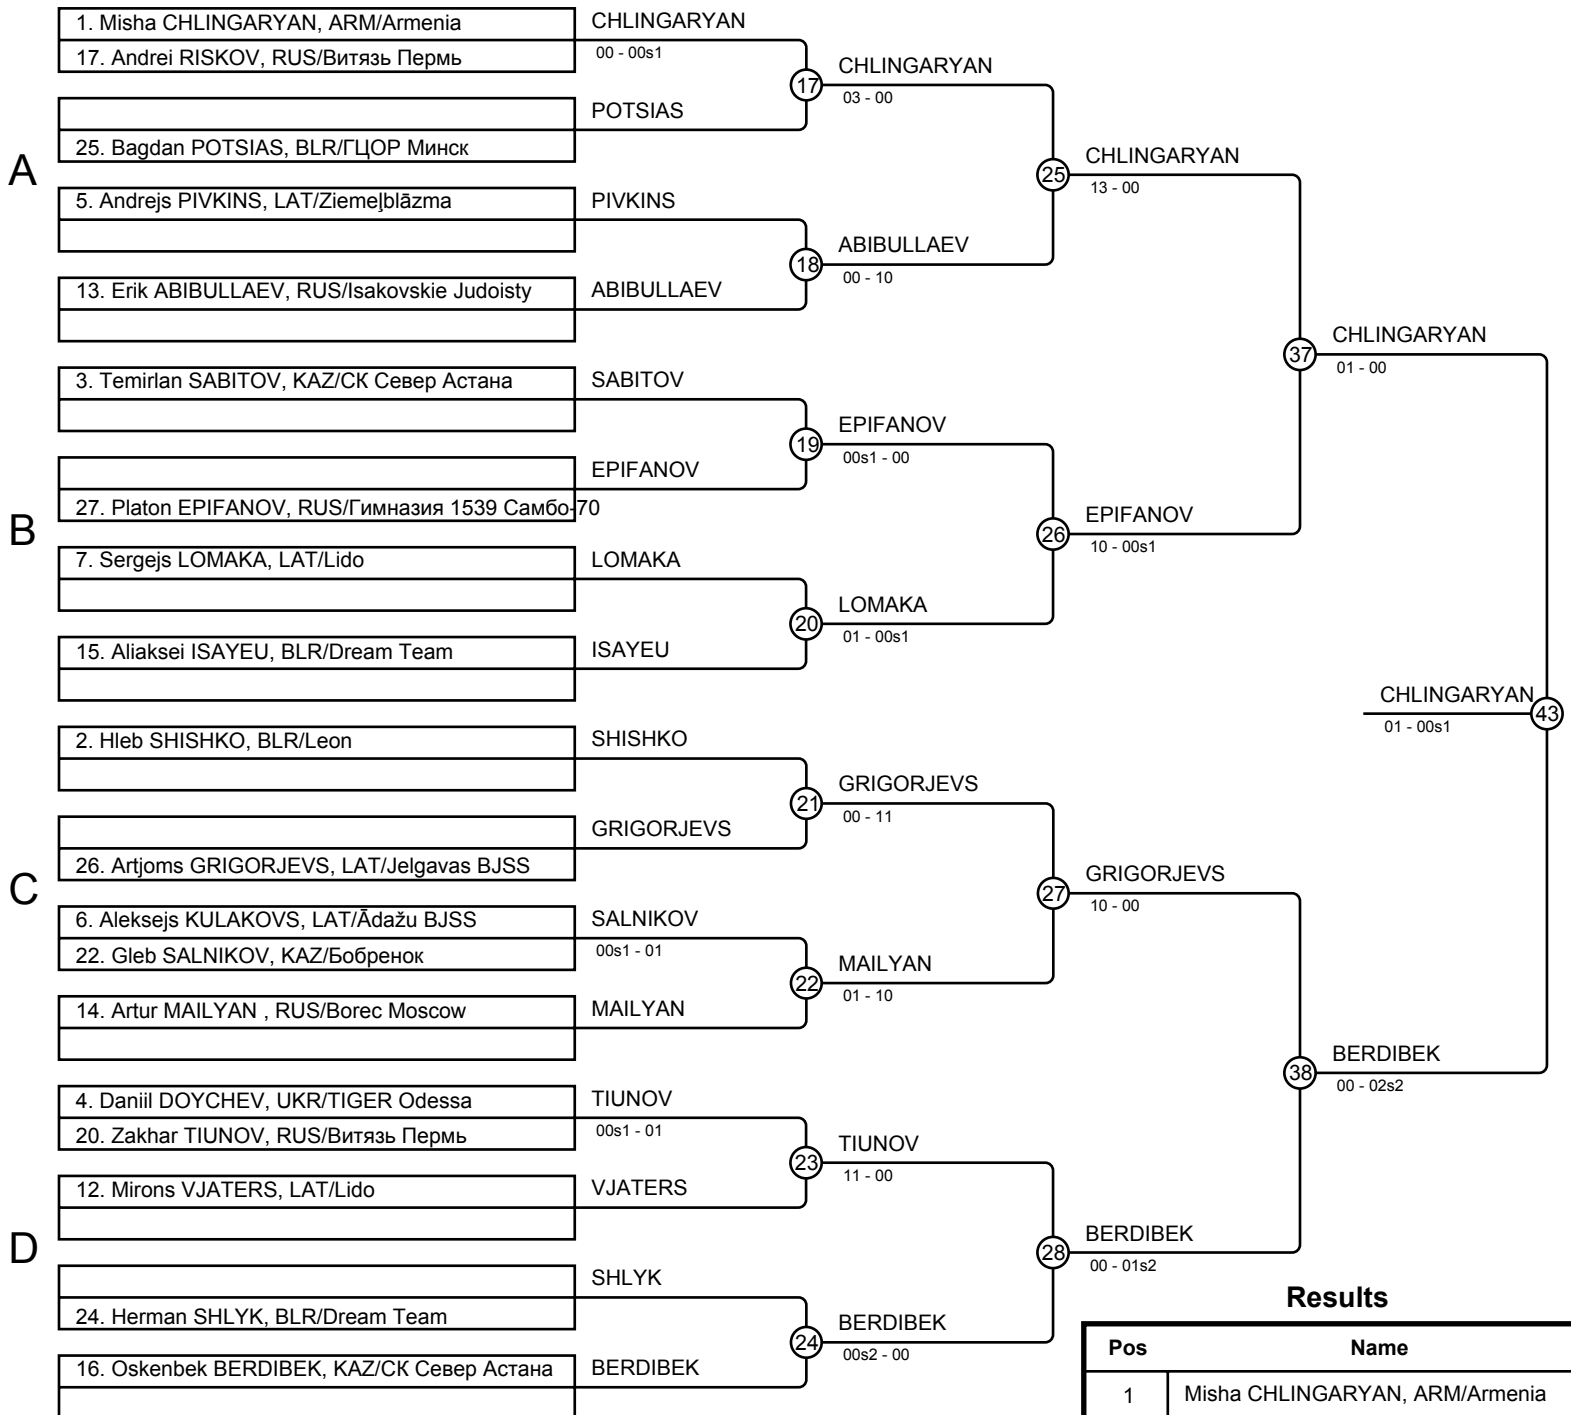 1. Misha CHLINGARYAN, ARM/Armenia
17. Andrei RISKOV, RUS/Витязь Пермь
CHLINGARYAN
00 - 00s1
17
CHLINGARYAN
03 - 00
25. Bagdan POTSIAS, BLR/ГЦОР Минск
POTSIAS
A
25
CHLINGARYAN
13 - 00
5. Andrejs PIVKINS, LAT/Ziemeļblāzma
PIVKINS
18
ABIBULLAEV
00 - 10
13. Erik ABIBULLAEV, RUS/Isakovskie Judoisty
ABIBULLAEV
37
CHLINGARYAN
01 - 00
3. Temirlan SABITOV, KAZ/СК Север Астана
SABITOV
19
EPIFANOV
00s1 - 00
27. Platon EPIFANOV, RUS/Гимназия 1539 Самбо-70
EPIFANOV
B
26
EPIFANOV
10 - 00s1
7. Sergejs LOMAKA, LAT/Lido
LOMAKA
20
LOMAKA
01 - 00s1
15. Aliaksei ISAYEU, BLR/Dream Team
ISAYEU
CHLINGARYAN
01 - 00s1
43
2. Hleb SHISHKO, BLR/Leon
SHISHKO
21
GRIGORJEVS
00 - 11
26. Artjoms GRIGORJEVS, LAT/Jelgavas BJSS
GRIGORJEVS
C
27
GRIGORJEVS
10 - 00
6. Aleksejs KULAKOVS, LAT/Ādažu BJSS
22. Gleb SALNIKOV, KAZ/Бобренок
SALNIKOV
00s1 - 01
22
MAILYAN
01 - 10
14. Artur MAILYAN , RUS/Borec Moscow
MAILYAN
38
BERDIBEK
00 - 02s2
4. Daniil DOYCHEV, UKR/TIGER Odessa
20. Zakhar TIUNOV, RUS/Витязь Пермь
TIUNOV
00s1 - 01
23
TIUNOV
11 - 00
12. Mirons VJATERS, LAT/Lido
VJATERS
D
28
BERDIBEK
00 - 01s2
24. Herman SHLYK, BLR/Dream Team
SHLYK
24
BERDIBEK
00s2 - 00
16. Oskenbek BERDIBEK, KAZ/СК Север Астана
BERDIBEK
Results
Pos Name
1 Misha CHLINGARYAN, ARM/Armenia